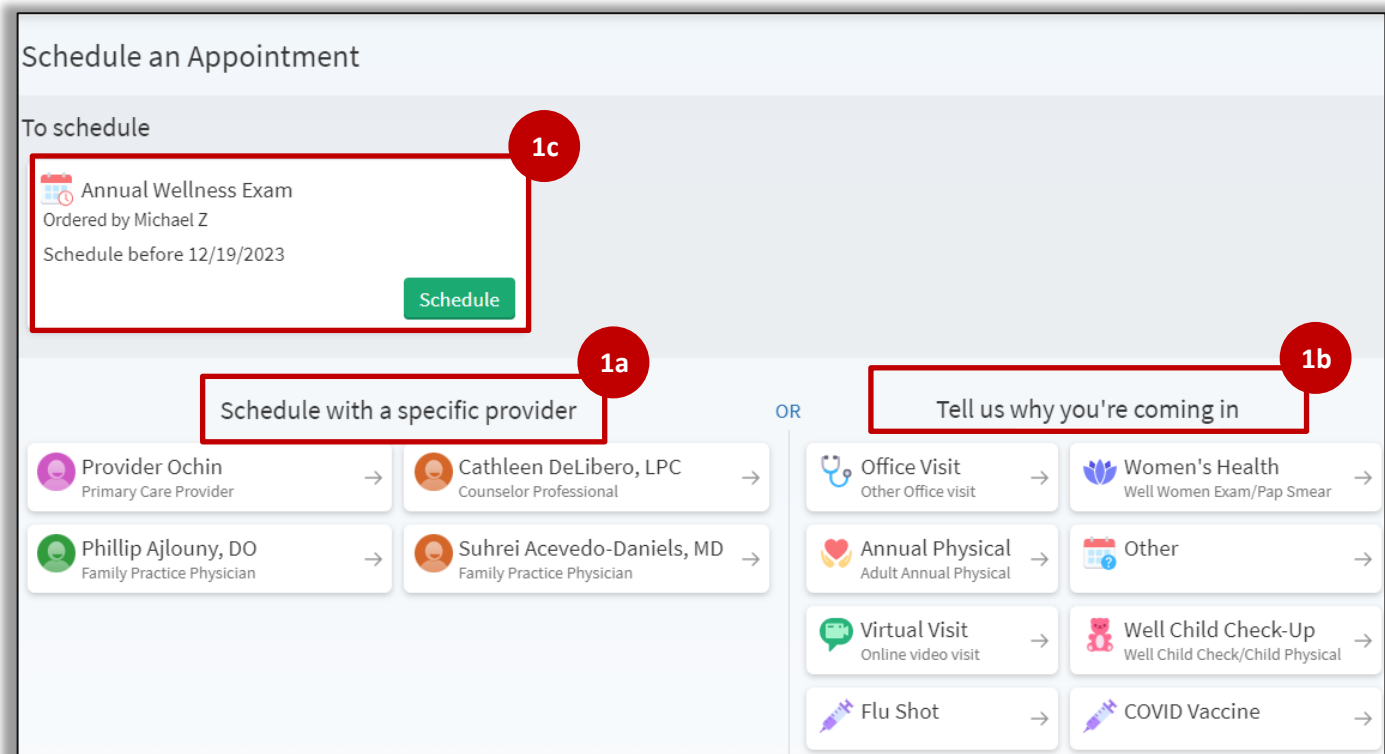 Schedule an Appointment
To schedule
1c
Annual Wellness Exam
Ordered by Michael Z
Schedule before 12/19/2023
Schedule
1a
1b
Schedule with a specific provider
OR
Tell us why you're coming in
Provider Ochin
Primary Care Provider
Cathleen DeLibero, LPC
Counselor Professional
Phillip Ajlouny, DO
Family Practice Physician
Suhrei Acevedo-Daniels, MD
Family Practice Physician
Office Visit
Other Office visit
Women's Health
Well Women Exam/Pap Smear
Annual Physical
Adult Annual Physical
Other
Virtual Visit
Online video visit
Well Child Check-Up
Well Child Check/Child Physical
Flu Shot
COVID Vaccine